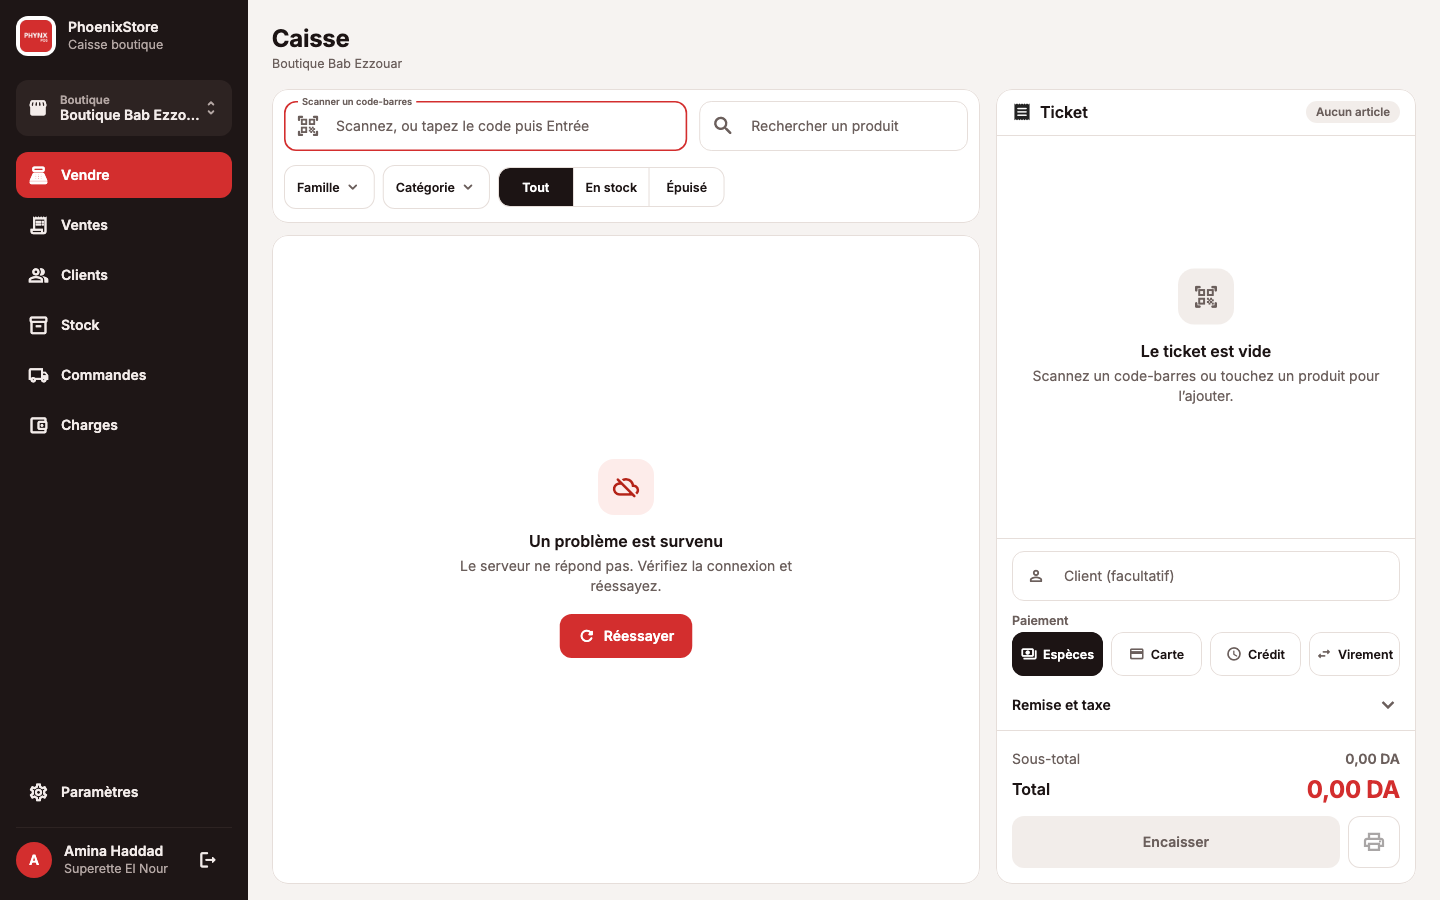 PHYNX
PhoenixStore
Caisse boutique
Boutique
Boutique Bab Ezzo...
Vendre
Ventes
Clients
Stock
Commandes
Charges
Paramètres
A
Amina Haddad
Superette El Nour
Caisse
Boutique Bab Ezzouar
Scanner un code-barres
Scannez, ou tapez le code puis Entrée
Rechercher un produit
Famille
Catégorie
Tout
En stock
Épuisé
Un problème est survenu
Le serveur ne répond pas. Vérifiez la connexion et
réessayez.
Réessayer
Ticket
Aucun article
Le ticket est vide
Scannez un code-barres ou touchez un produit pour
l’ajouter.
Client (facultatif)
Paiement
Espèces
Carte
Crédit
Virement
Remise et taxe
Sous-total
0,00 DA
Total
0,00 DA
Encaisser